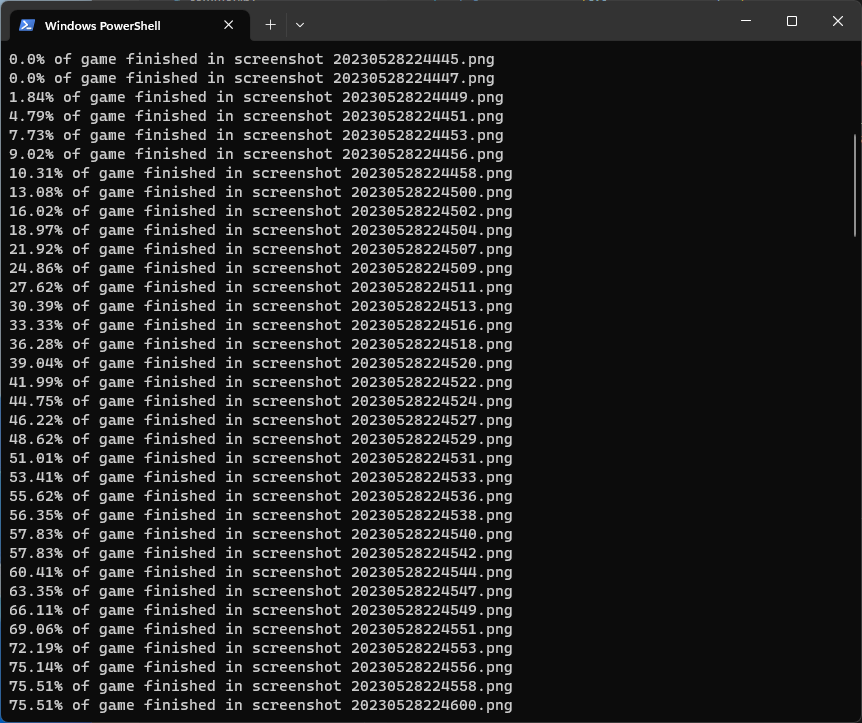 Windows PowerShell
0.0% of game finished in screenshot 20230528224445.png
0.0% of game finished in screenshot 20230528224447.png
1.84% of game finished in screenshot 20230528224449.png
4.79% of game finished in screenshot 20230528224451.png
7.73% of game finished in screenshot 20230528224453.png
9.02% of game finished in screenshot 20230528224456.png
10.31% of game finished in screenshot 20230528224458.png
13.08% of game finished in screenshot 20230528224500.png
16.02% of game finished in screenshot 20230528224502.png
18.97% of game finished in screenshot 20230528224504.png
21.92% of game finished in screenshot 20230528224507.png
24.86% of game finished in screenshot 20230528224509.png
27.62% of game finished in screenshot 20230528224511.png
30.39% of game finished in screenshot 20230528224513.png
33.33% of game finished in screenshot 20230528224516.png
36.28% of game finished in screenshot 20230528224518.png
39.04% of game finished in screenshot 20230528224520.png
41.99% of game finished in screenshot 20230528224522.png
44.75% of game finished in screenshot 20230528224524.png
46.22% of game finished in screenshot 20230528224527.png
48.62% of game finished in screenshot 20230528224529.png
51.01% of game finished in screenshot 20230528224531.png
53.41% of game finished in screenshot 20230528224533.png
55.62% of game finished in screenshot 20230528224536.png
56.35% of game finished in screenshot 20230528224538.png
57.83% of game finished in screenshot 20230528224540.png
57.83% of game finished in screenshot 20230528224542.png
60.41% of game finished in screenshot 20230528224544.png
63.35% of game finished in screenshot 20230528224547.png
66.11% of game finished in screenshot 20230528224549.png
69.06% of game finished in screenshot 20230528224551.png
72.19% of game finished in screenshot 20230528224553.png
75.14% of game finished in screenshot 20230528224556.png
75.51% of game finished in screenshot 20230528224558.png
75.51% of game finished in screenshot 20230528224600.png